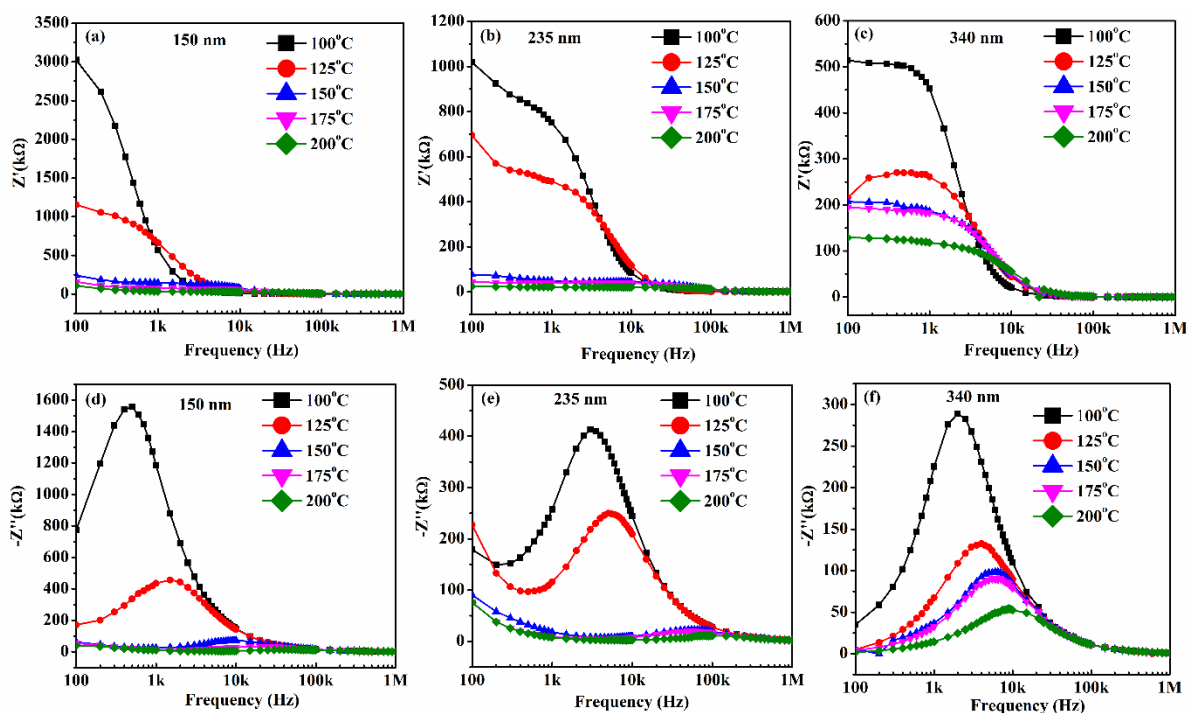 (a) 150 nm
100°C
125°C
150°C
175°C
200°C
3500
3000
2500
2000
1500
1000
500
0
Z'(kΩ)
100 1k 10k 100k 1M
Frequency (Hz)
(b) 235 nm
100°C
125°C
150°C
175°C
200°C
1200
1000
800
600
400
200
0
Z'(kΩ)
100 1k 10k 100k 1M
Frequency (Hz)
(c) 340 nm
100°C
125°C
150°C
175°C
200°C
600
500
400
300
200
100
0
Z'(kΩ)
100 1k 10k 100k 1M
Frequency (Hz)
(d) 150 nm
100°C
125°C
150°C
175°C
200°C
1600
1400
1200
1000
800
600
400
200
0
-Z''(kΩ)
100 1k 10k 100k 1M
Frequency (Hz)
(e) 235 nm
100°C
125°C
150°C
175°C
200°C
500
400
300
200
100
0
-Z''(kΩ)
100 1k 10k 100k 1M
Frequency (Hz)
(f) 340 nm
100°C
125°C
150°C
175°C
200°C
300
250
200
150
100
50
0
-Z''(kΩ)
100 1k 10k 100k 1M
Frequency (Hz)